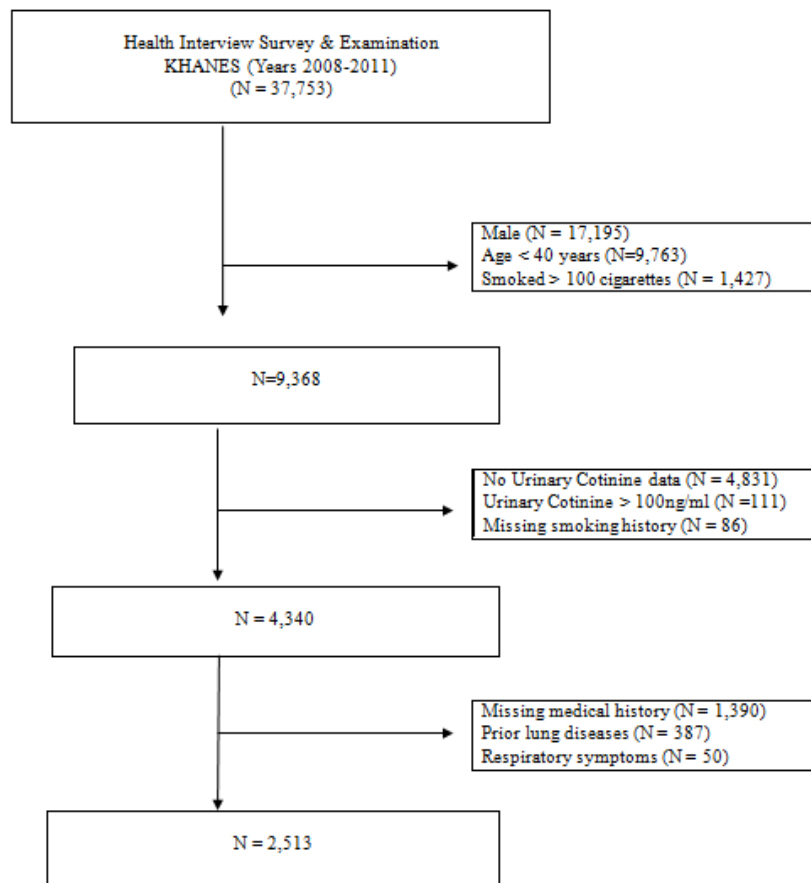 Health Interview Survey & Examination
KHANES (Years 2008-2011)
(N = 37,753)
Male (N = 17,195)
Age < 40 years (N=9,763)
Smoked > 100 cigarettes (N = 1,427)
N=9,368
No Urinary Cotinine data (N = 4,831)
Urinary Cotinine > 100ng/ml (N =111)
Missing smoking history (N = 86)
N = 4,340
Missing medical history (N = 1,390)
Prior lung diseases (N = 387)
Respiratory symptoms (N = 50)
N = 2,513